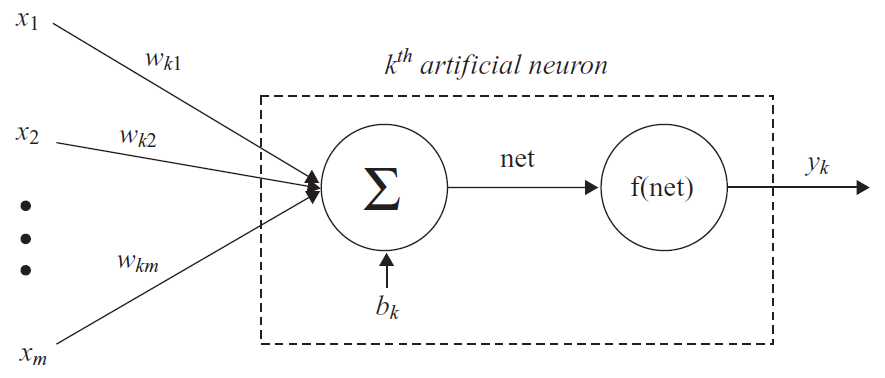 x1
wk1
kth artificial neuron
x2
wk2
net
yk
Σ
f(net)
wkm
bk
xm